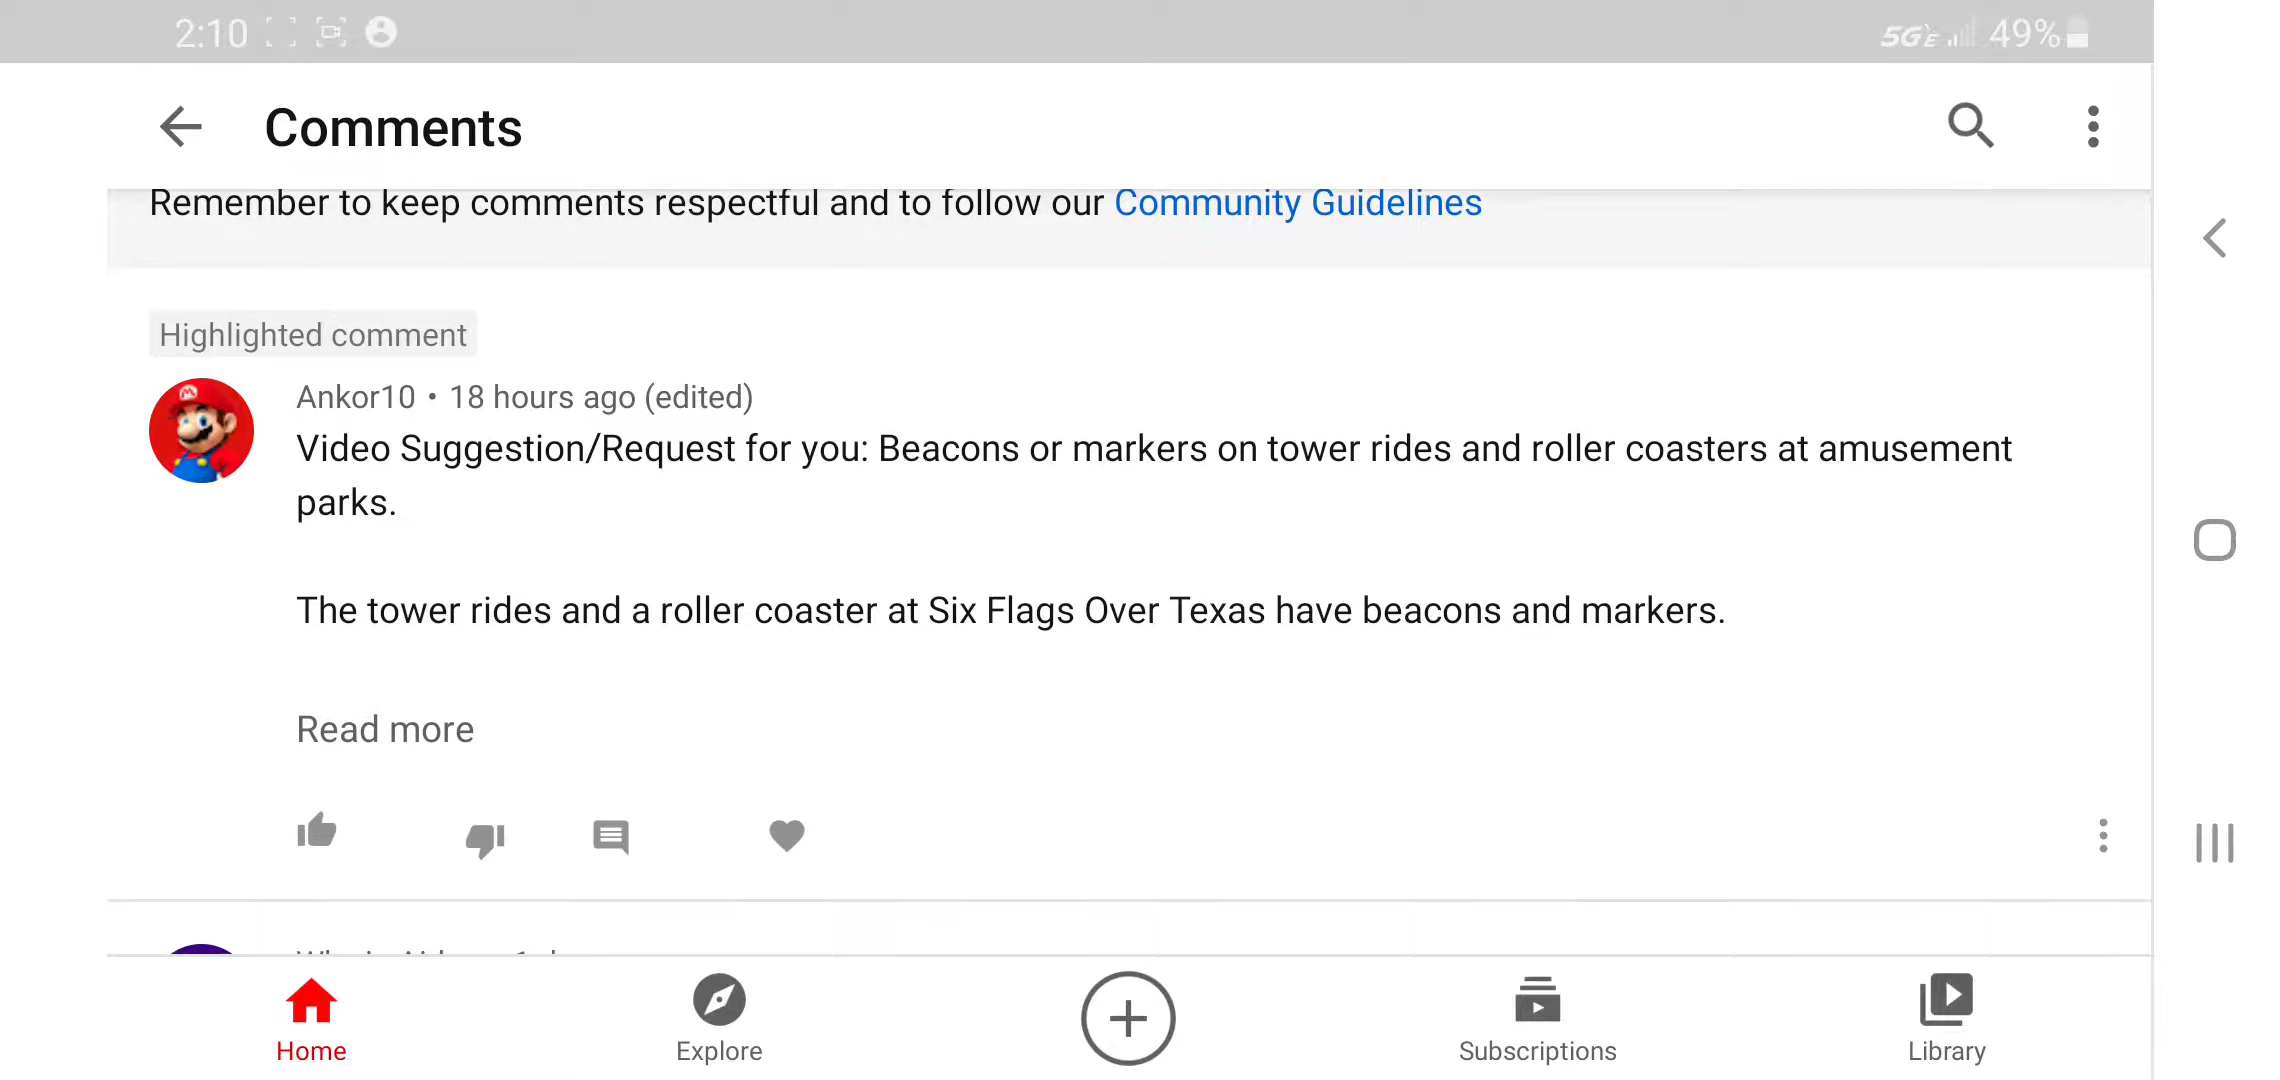 2:10
5GE 49%
Comments
Remember to keep comments respectful and to follow our Community Guidelines
Highlighted comment
Ankor10 • 18 hours ago (edited)
Video Suggestion/Request for you: Beacons or markers on tower rides and roller coasters at amusement
parks.
The tower rides and a roller coaster at Six Flags Over Texas have beacons and markers.
Read more
Home
Explore
Subscriptions
Library